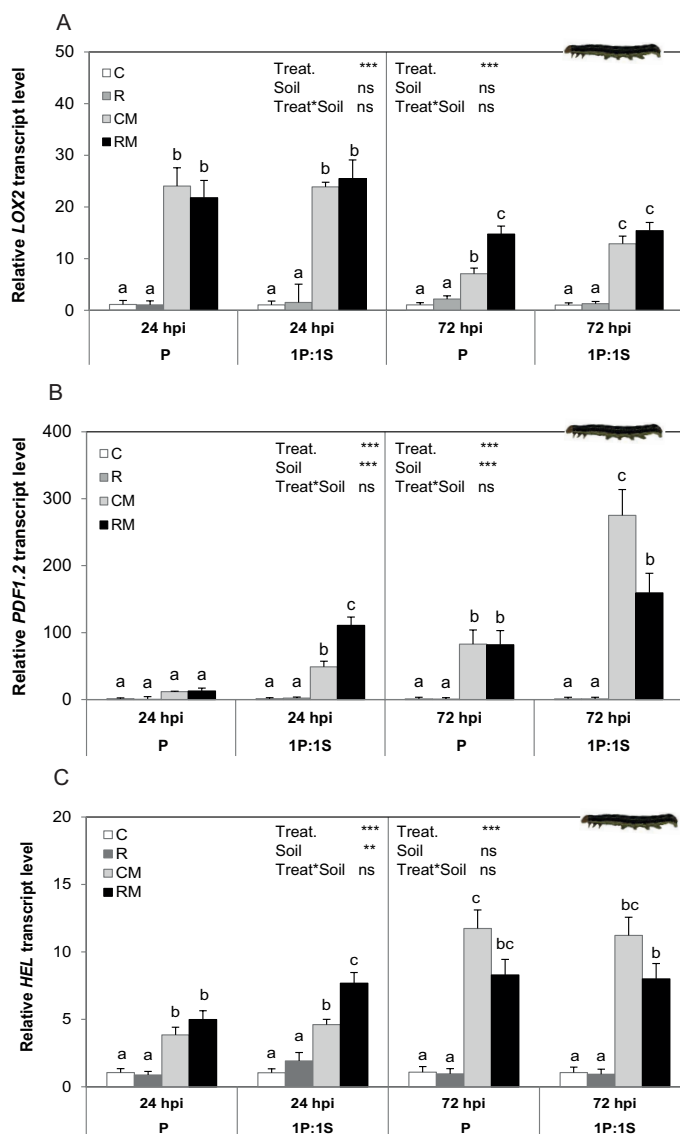 A
Relative LOX2 transcript level
50
40
30
20
10
0
C
R
CM
RM
Treat. ***
Soil ns
Treat*Soil ns
Treat. ***
Soil ns
Treat*Soil ns
a a b b a a b b a a b c a a c c
24 hpi 24 hpi 72 hpi 72 hpi
P 1P:1S P 1P:1S
B
Relative PDF1.2 transcript level
400
300
200
100
0
C
R
CM
RM
Treat. ***
Soil ***
Treat*Soil ns
Treat. ***
Soil ***
Treat*Soil ns
a a a a a a b c a a b b a a c b
24 hpi 24 hpi 72 hpi 72 hpi
P 1P:1S P 1P:1S
C
Relative HEL transcript level
20
15
10
5
0
C
R
CM
RM
Treat. ***
Soil **
Treat*Soil ns
Treat. ***
Soil ns
Treat*Soil ns
a a b b a a b c a a c bc a a bc b
24 hpi 24 hpi 72 hpi 72 hpi
P 1P:1S P 1P:1S